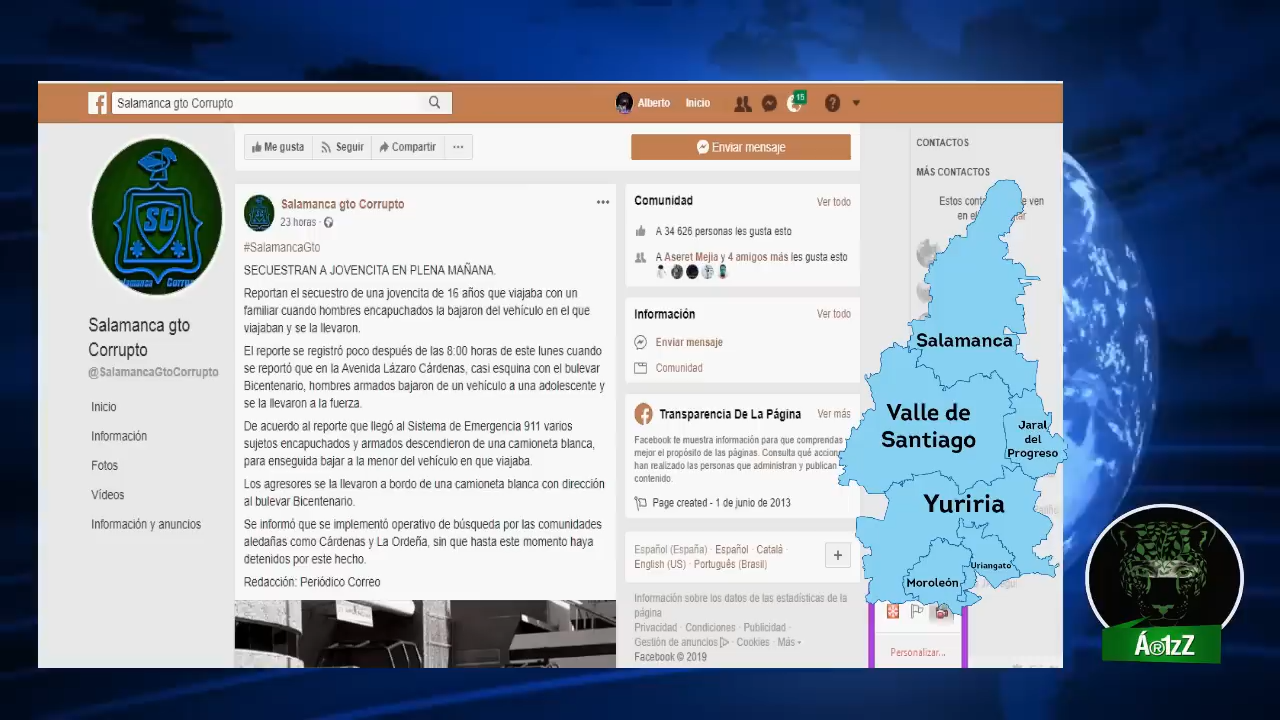 Salamanca gto Corrupto
Alberto
Inicio
15
Me gusta
Seguir
Compartir
Enviar mensaje
CONTACTOS
MÁS CONTACTOS
SC
Salamanca gto
Corrupto
@SalamancaGtoCorrupto
Inicio
Información
Fotos
Vídeos
Información y anuncios
Salamanca gto Corrupto
23 horas ·
#SalamancaGto
SECUESTRAN A JOVENCITA EN PLENA MAÑANA.
Reportan el secuestro de una jovencita de 16 años que viajaba con un
familiar cuando hombres encapuchados la bajaron del vehículo en el que
viajaban y se la llevaron.
El reporte se registró poco después de las 8:00 horas de este lunes cuando
se reportó que en la Avenida Lázaro Cárdenas, casi esquina con el bulevar
Bicentenario, hombres armados bajaron de un vehículo a una adolescente y
se la llevaron a la fuerza.
De acuerdo al reporte que llegó al Sistema de Emergencia 911 varios
sujetos encapuchados y armados descendieron de una camioneta blanca,
para enseguida bajar a la menor del vehículo en que viajaba.
Los agresores se la llevaron a bordo de una camioneta blanca con dirección
al bulevar Bicentenario.
Se informó que se implementó operativo de búsqueda por las comunidades
aledañas como Cárdenas y La Ordeña, sin que hasta este momento haya
detenidos por este hecho.
Redacción: Periódico Correo
Comunidad
Ver todo
A 34 626 personas les gusta esto
A Aseret Mejia y 4 amigos más les gusta esto
Información
Ver todo
Enviar mensaje
Comunidad
Transparencia De La Página
Ver más
Facebook te muestra información para que comprendas
mejor el propósito de las páginas. Consulta qué
han realizado las personas que administran y publican
contenido.
Page created - 1 de junio de 2013
Español (España) · Español · Català ·
English (US) · Português (Brasil)
Información sobre los datos de las estadísticas de la
página
Privacidad · Condiciones · Publicidad ·
Gestión de anuncios · Cookies · Más
Facebook © 2019
Salamanca
Valle de
Santiago
Jaral
del
Progreso
Yuriria
Uriangato
Moroleón
Personalizar...
Á®1zZ